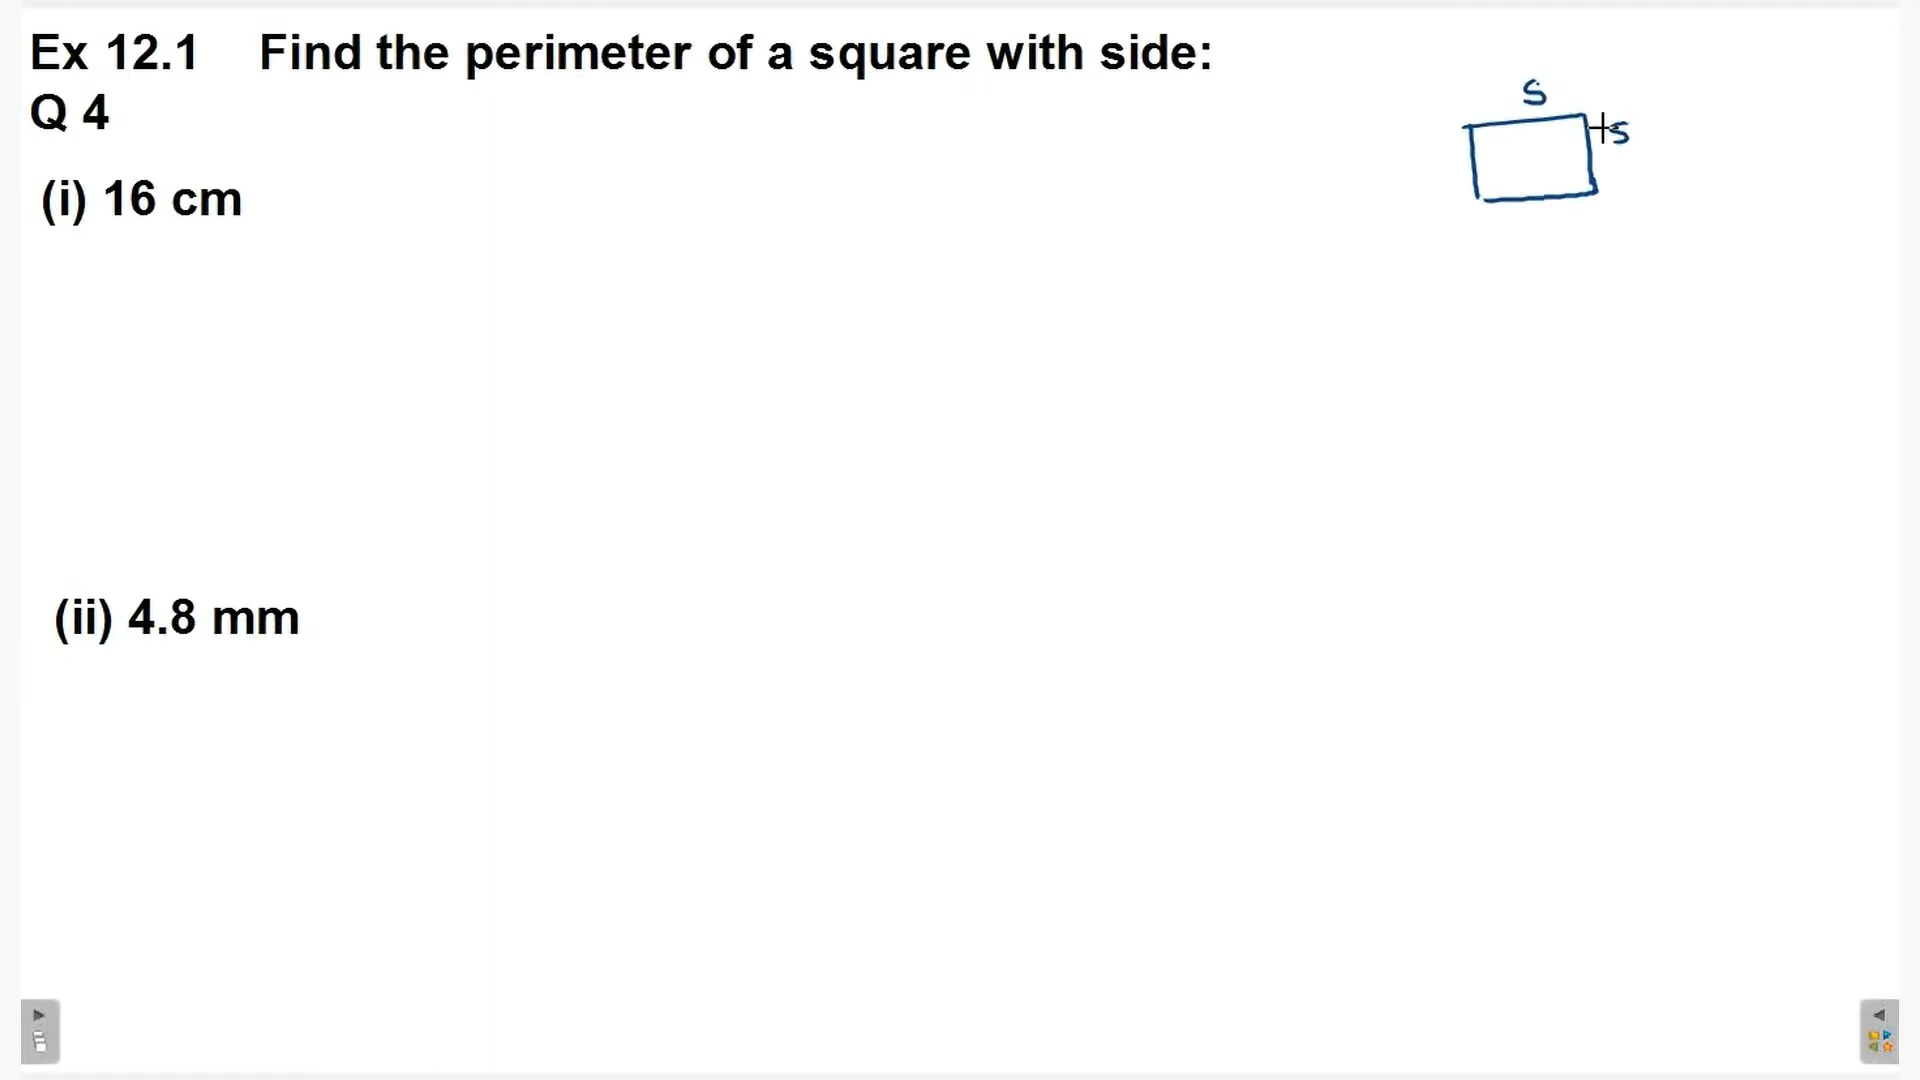 Ex 12.1 Find the perimeter of a square with side:
Q 4
s
s
(i) 16 cm
(ii) 4.8 mm